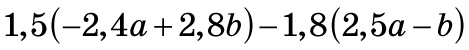 1,5(−2,4a + 2,8b) − 1,8(2,5a − b)